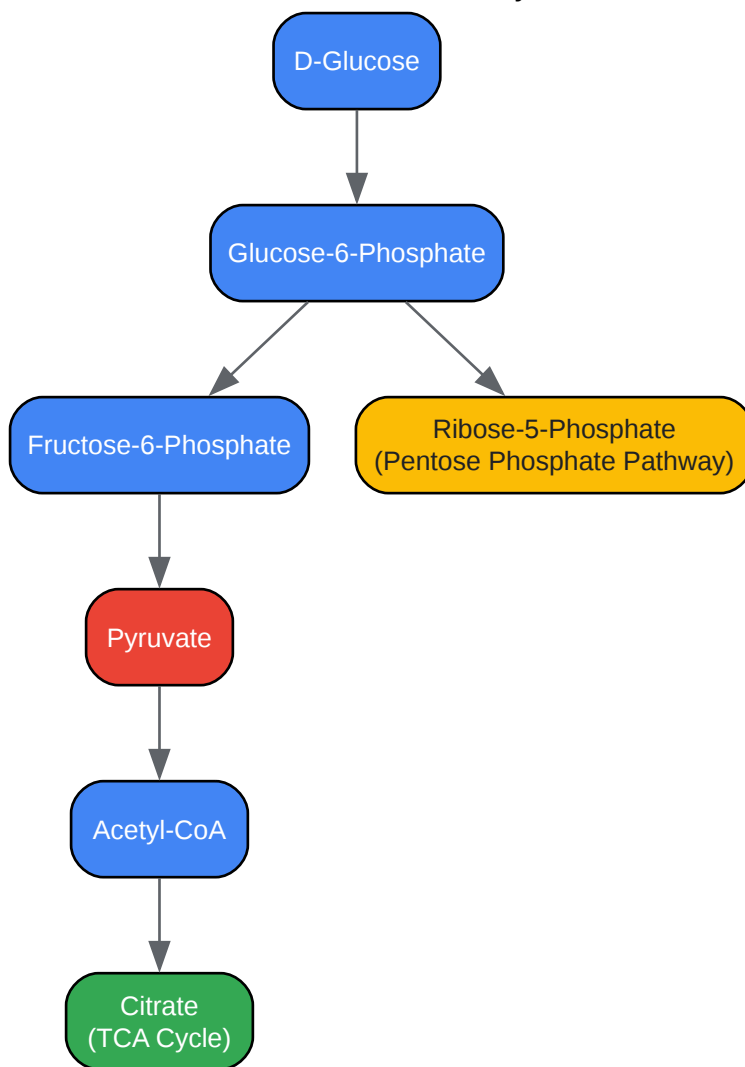 D-Glucose
Glucose-6-Phosphate
Fructose-6-Phosphate
Ribose-5-Phosphate
(Pentose Phosphate Pathway)
Pyruvate
Acetyl-CoA
Citrate
(TCA Cycle)